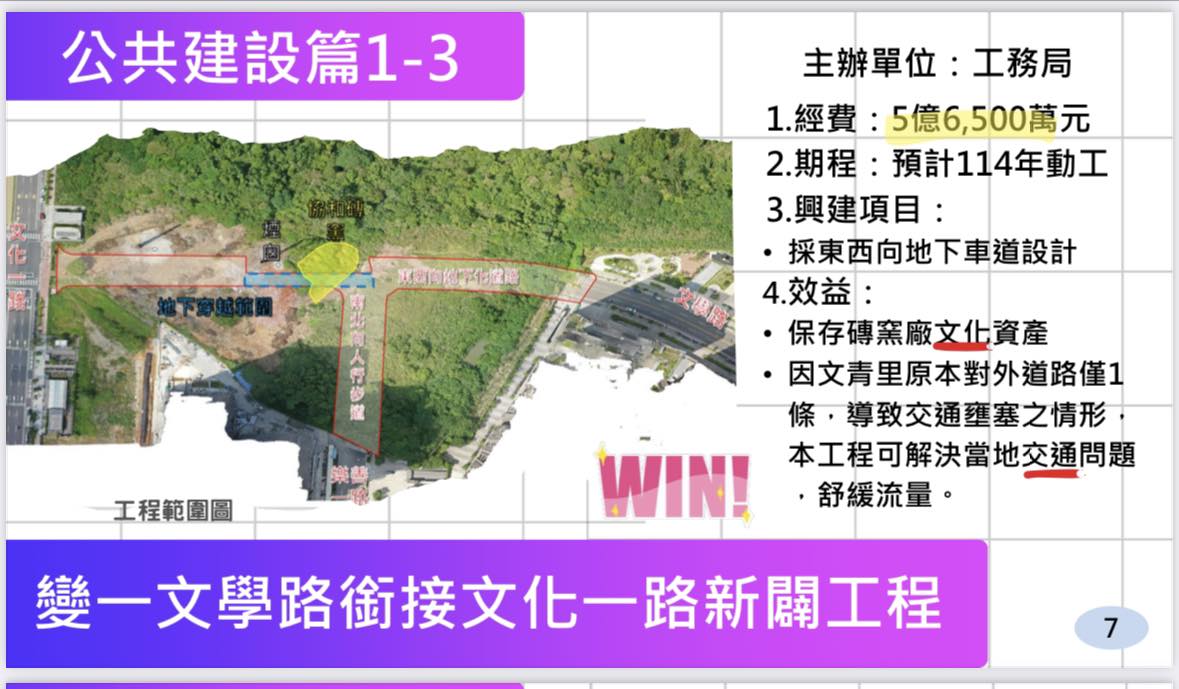 公共建設篇1-3
主辦單位：工務局
1.經費：5億6,500萬元
2.期程：預計114年動工
3.興建項目：
• 採東西向地下車道設計
4.效益：
• 保存磚窯廠文化資產
• 因文青里原本對外道路僅1
條，導致交通壅塞之情形，
本工程可解決當地交通問題
，舒緩流量。
文化一路
煙囪
協和磚窯
地下穿越範圍
東西向地下化道路
南北向人行步道
文學路
樂善路
工程範圍圖
WIN!
變一文學路銜接文化一路新闢工程
7